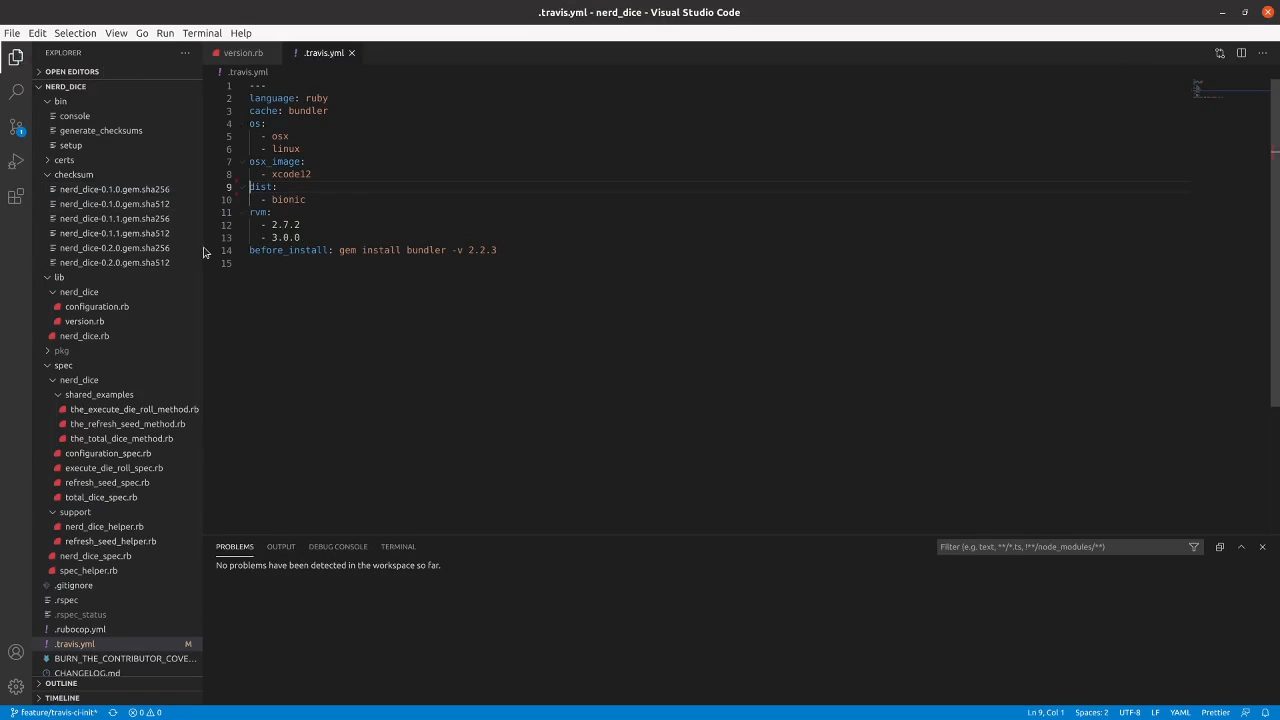 .travis.yml - nerd_dice - Visual Studio Code
File Edit Selection View Go Run Terminal Help
EXPLORER
version.rb
.travis.yml
OPEN EDITORS
.travis.yml
NERD_DICE
bin
console
generate_checksums
setup
certs
checksum
nerd_dice-0.1.0.gem.sha256
nerd_dice-0.1.0.gem.sha512
nerd_dice-0.1.1.gem.sha256
nerd_dice-0.1.1.gem.sha512
nerd_dice-0.2.0.gem.sha256
nerd_dice-0.2.0.gem.sha512
lib
nerd_dice
configuration.rb
version.rb
nerd_dice.rb
pkg
spec
nerd_dice
shared_examples
the_execute_die_roll_method.rb
the_refresh_seed_method.rb
the_total_dice_method.rb
configuration_spec.rb
execute_die_roll_spec.rb
refresh_seed_spec.rb
total_dice_spec.rb
support
nerd_dice_helper.rb
refresh_seed_helper.rb
nerd_dice_spec.rb
spec_helper.rb
.gitignore
.rspec
.rspec_status
.rubocop.yml
.travis.yml M
BURN_THE_CONTRIBUTOR_COVE...
CHANGELOG.md
OUTLINE
TIMELINE
1 ---
2 language: ruby
3 cache: bundler
4 os:
5 - osx
6 - linux
7 osx_image:
8 - xcode12
9 dist:
10 - bionic
11 rvm:
12 - 2.7.2
13 - 3.0.0
14 before_install: gem install bundler -v 2.2.3
15
PROBLEMS OUTPUT DEBUG CONSOLE TERMINAL
Filter (e.g. text, **/*.ts, !**/node_modules/**)
No problems have been detected in the workspace so far.
1
feature/travis-ci-init* 0 0 Ln 9, Col 1 Spaces: 2 UTF-8 LF YAML Prettier